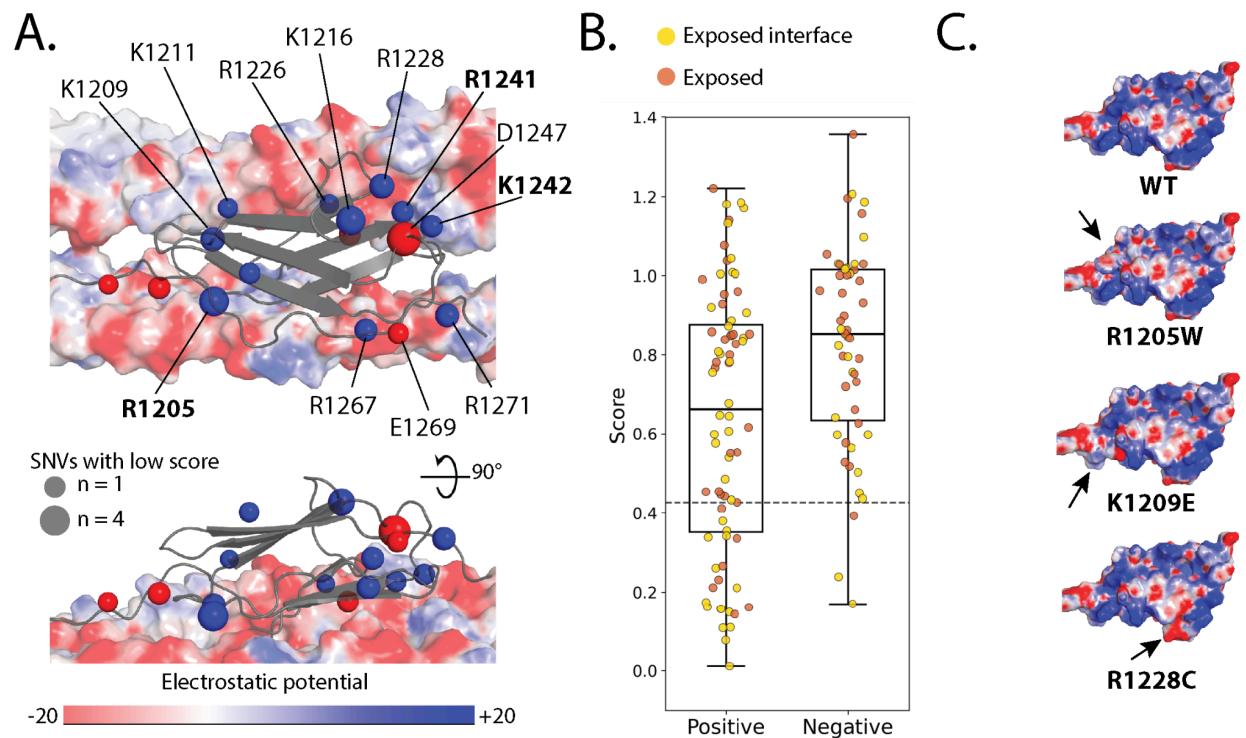 A.
K1216
K1211
R1226
R1228
K1209
R1241
D1247
K1242
R1205
R1267
R1271
E1269
SNVs with low score
n = 1
n = 4
90°
Electrostatic potential
-20
+20
B.
Exposed interface
Exposed
Score
1.4
1.2
1.0
0.8
0.6
0.4
0.2
0.0
Positive
Negative
C.
WT
R1205W
K1209E
R1228C